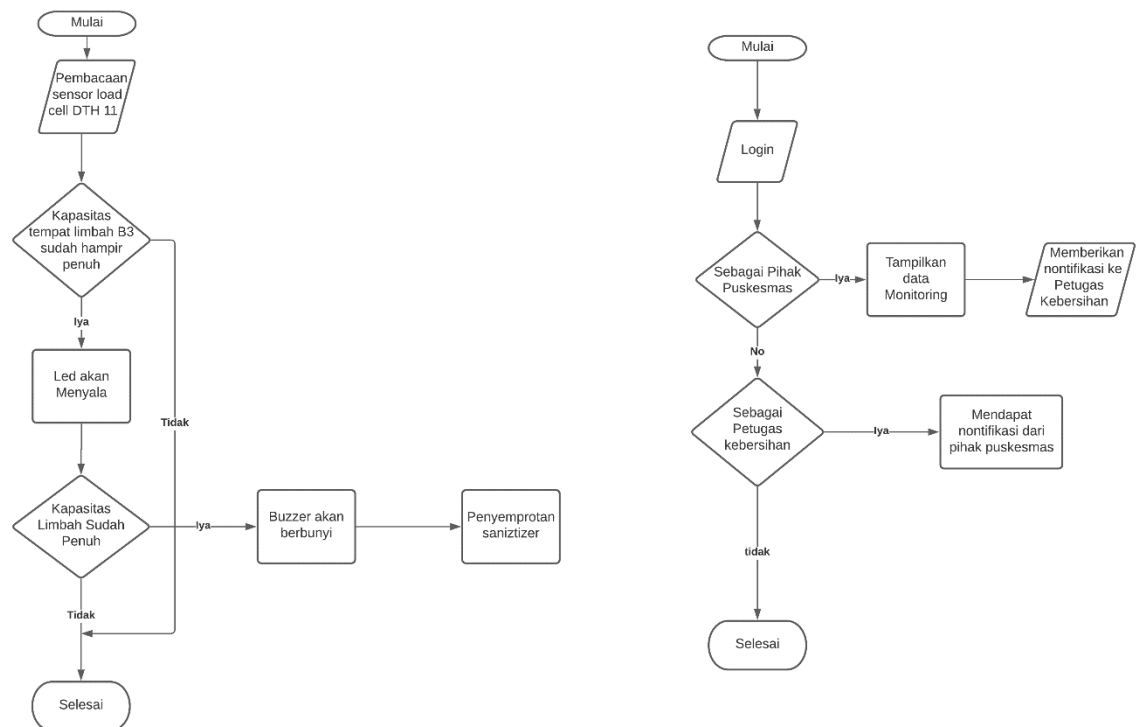 Mulai
Pembacaan
sensor load
cell DTH 11
Kapasitas
tempat limbah B3
sudah hampir
penuh
Iya
Led akan
Menyala
Tidak
Kapasitas
Limbah Sudah
Penuh
Iya
Buzzer akan
berbunyi
Penyemprotan
saniztizer
Tidak
Selesai
Mulai
Login
Sebagai Pihak
Puskesmas
Iya
Tampilkan
data
Monitoring
Memberikan
nontifikasi ke
Petugas
Kebersihan
No
Sebagai
Petugas
kebersihan
Iya
Mendapat
nontifikasi dari
pihak puskesmas
tidak
Selesai